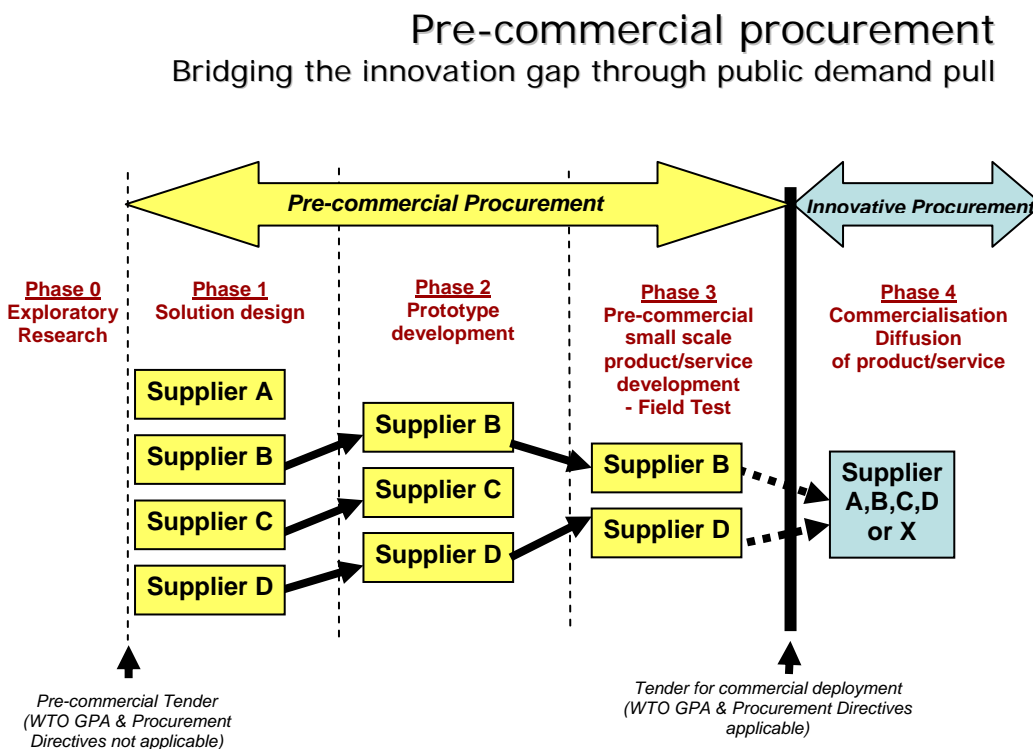 Pre-commercial procurement
Bridging the innovation gap through public demand pull
Pre-commercial Procurement
Innovative Procurement
Phase 0
Exploratory
Research
Phase 1
Solution design
Phase 2
Prototype
development
Phase 3
Pre-commercial
small scale
product/service
development
- Field Test
Phase 4
Commercialisation
Diffusion
of product/service
Supplier A
Supplier B
Supplier C
Supplier D
Supplier B
Supplier C
Supplier D
Supplier B
Supplier D
Supplier
A,B,C,D
or X
Pre-commercial Tender
(WTO GPA & Procurement
Directives not applicable)
Tender for commercial deployment
(WTO GPA & Procurement Directives
applicable)